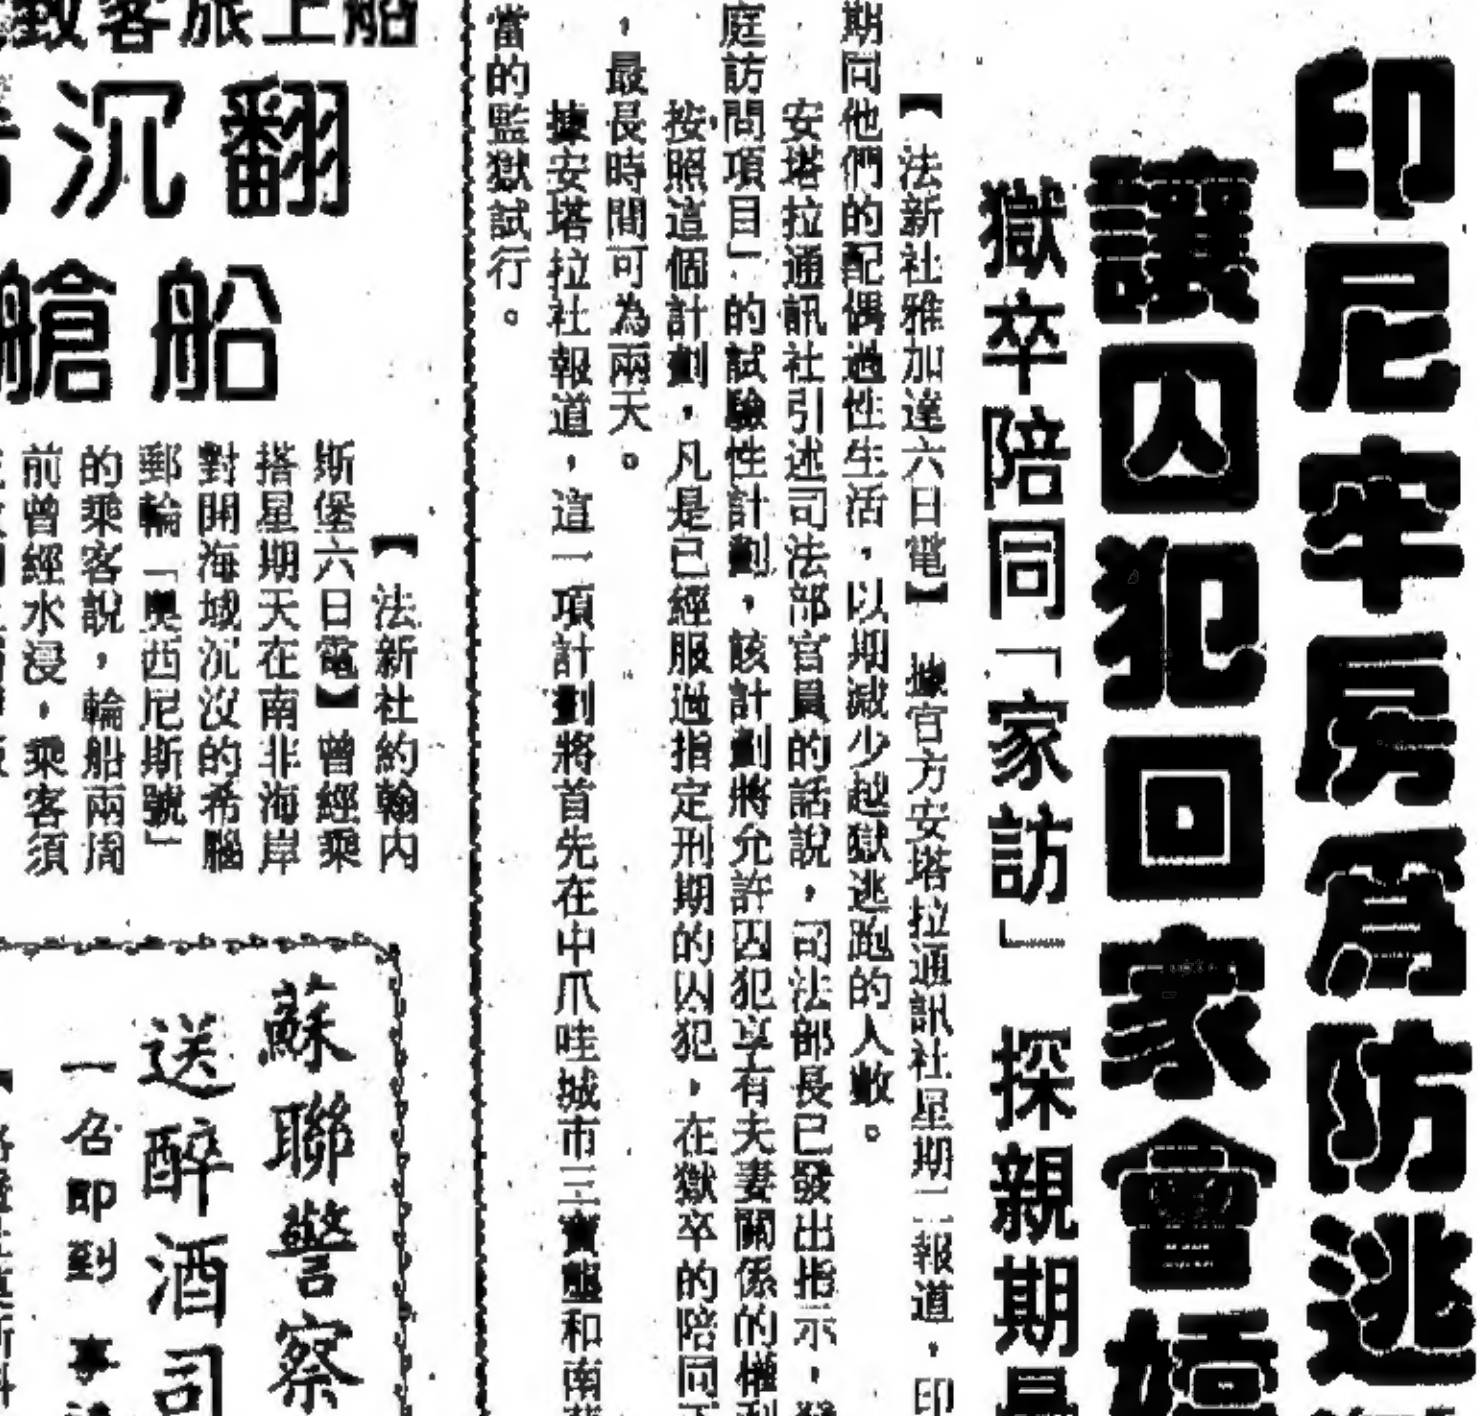 印尼牢房爲防逃
讓囚犯回家會嬌
獄卒陪同「家訪」 探親期最
【法新社雅加達六日電】據官方安塔拉通訊社星期二報道，印
期同他們的配偶過性生活，以期減少越獄逃跑的人數。
安塔拉通訊社引述司法部官員的話說，司法部長已發出指示，發
庭訪問項目」的試驗性計劃，該計劃將允許囚犯享有夫妻關係的權利
按照這個計劃，凡是已經服過指定刑期的囚犯，在獄卒的陪同下
，最長時間可為兩天。
據安塔拉社報道，這一項計劃將首先在中爪哇城市三寶壟和南蘇
當的監獄試行。
船上旅客致
翻沉
船艙
【法新社約翰內
斯堡六日電】曾經乘
搭星期天在南非海岸
對開海域沉沒的希臘
郵輪「奧西尼斯號」
的乘客說，輪船兩周
前曾經水浸，乘客須
蘇聯警察
送醉酒司
一召即到 事